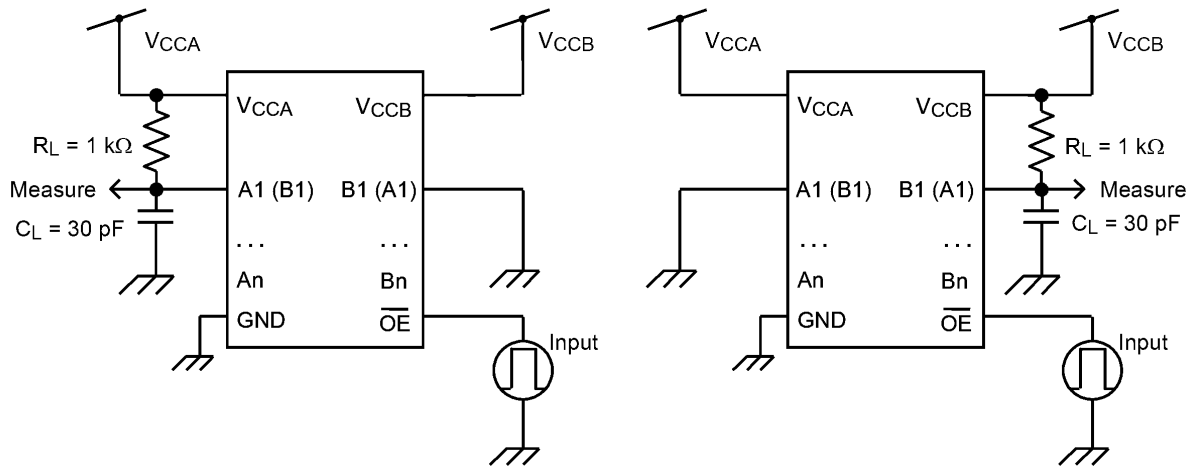 VCCA
VCCB
VCCA VCCB
RL = 1 kΩ
Measure
A1 (B1) B1 (A1)
CL = 30 pF
... ...
An Bn
GND OE
Input
VCCA
VCCB
VCCA VCCB
RL = 1 kΩ
A1 (B1) B1 (A1)
Measure
CL = 30 pF
... ...
An Bn
GND OE
Input